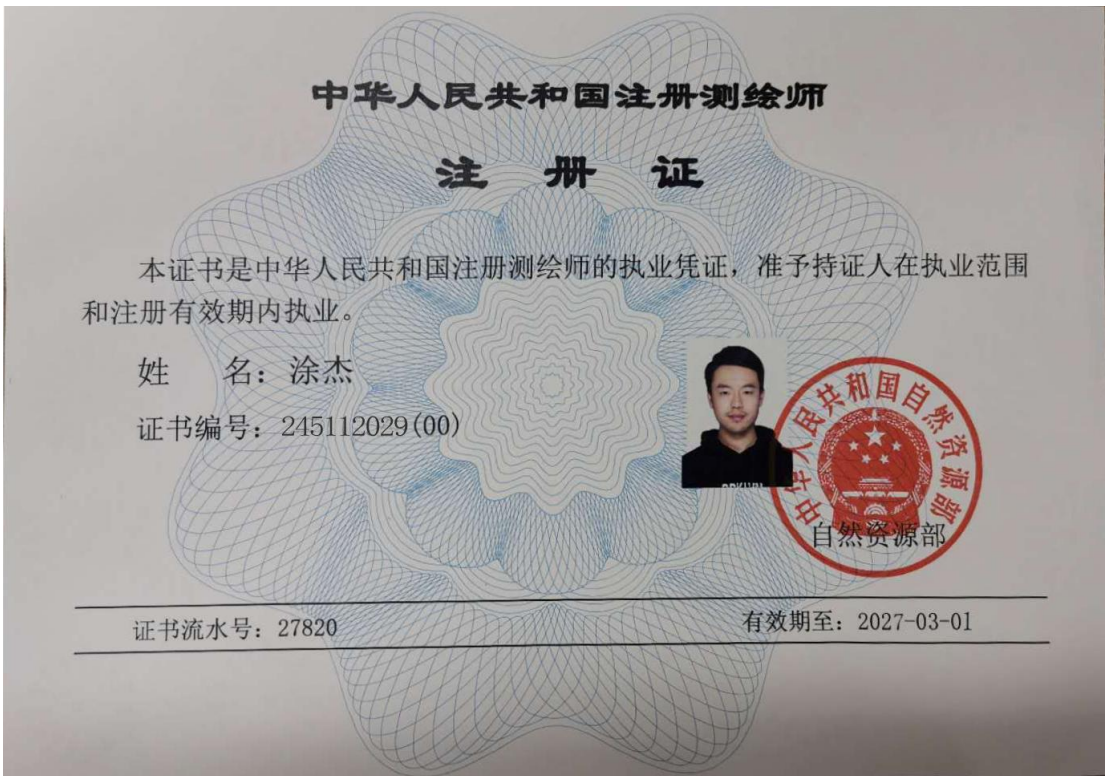 中华人民共和国注册测绘师
注册证
本证书是中华人民共和国注册测绘师的执业凭证，准予持证人在执业范围
和注册有效期内执业。
姓 名：涂杰
证书编号：245112029(00)
中华人民共和国自然资源部
自然资源部
证书流水号：27820
有效期至：2027-03-01